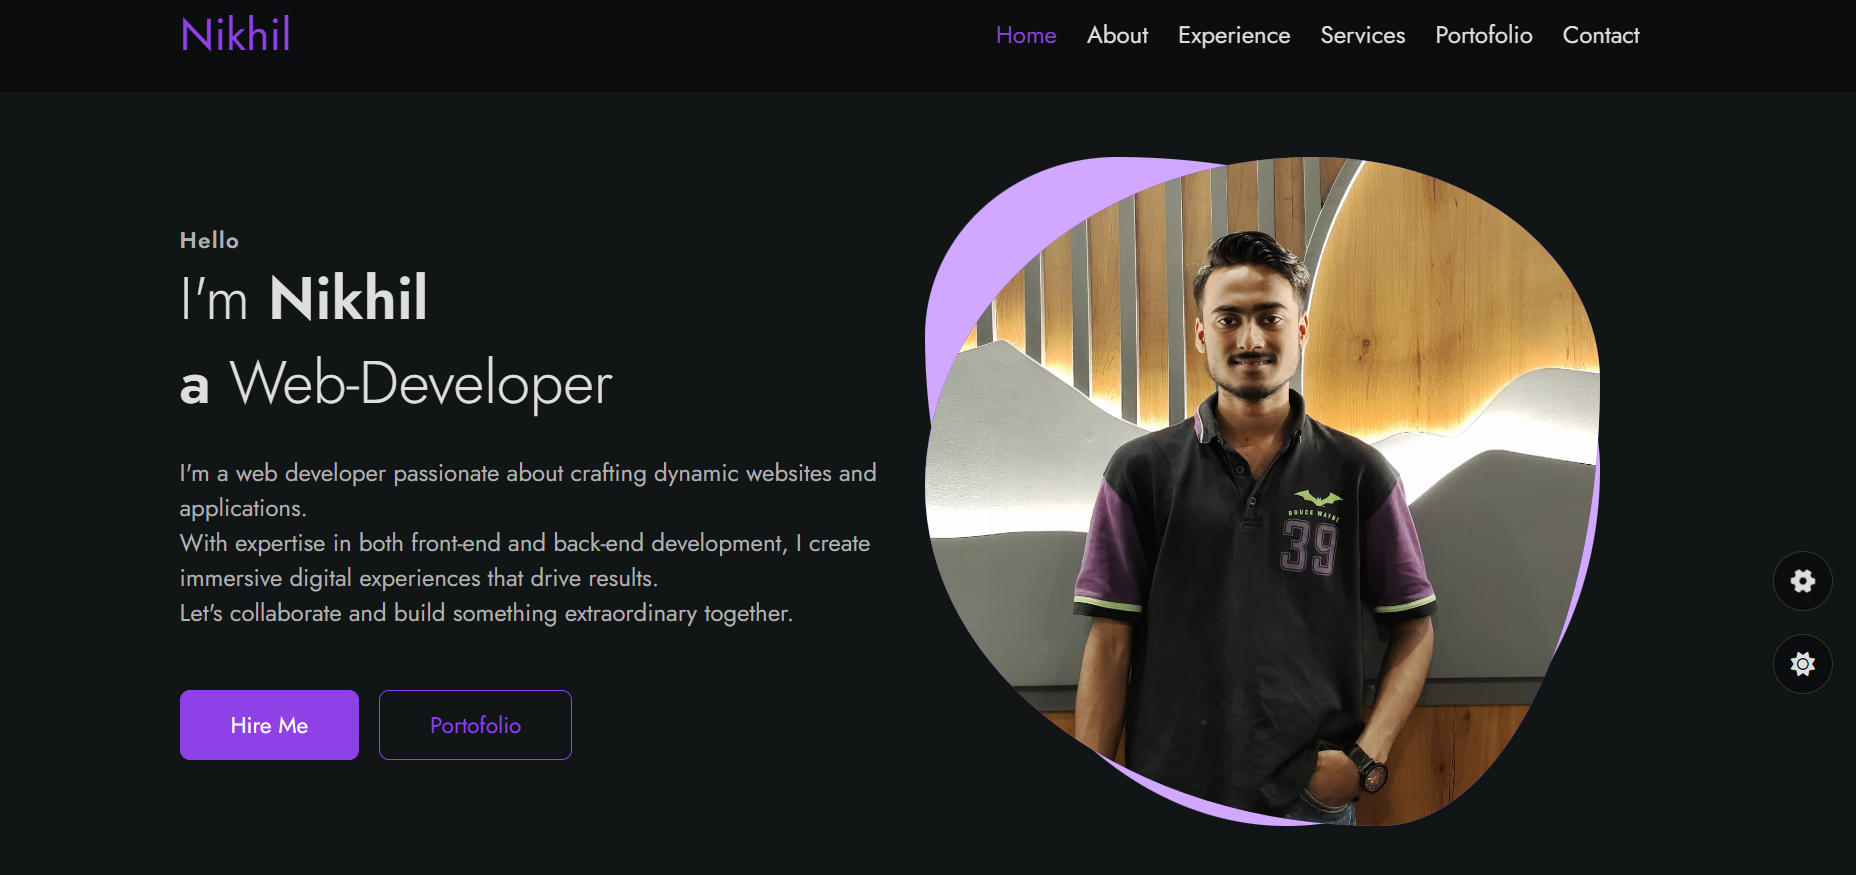 Nikhil
Home About Experience Services Portofolio Contact
Hello
I'm Nikhil
a Web-Developer
I'm a web developer passionate about crafting dynamic websites and
applications.
With expertise in both front-end and back-end development, I create
immersive digital experiences that drive results.
Let's collaborate and build something extraordinary together.
Hire Me
Portofolio
BRUCE WAYNE
39